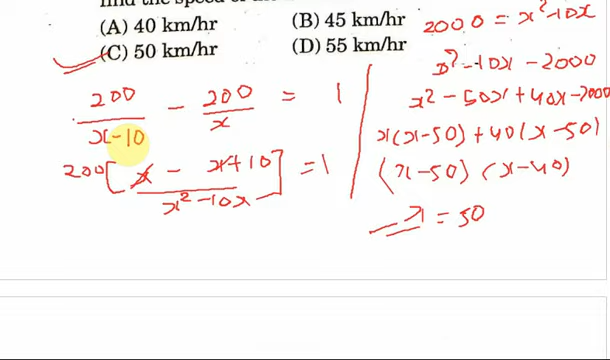 find the speed of the
(A) 40 km/hr (B) 45 km/hr
(C) 50 km/hr (D) 55 km/hr
200/x-10 - 200/x = 1
200[x - x+10/x²-10x] = 1
2000 = x²-10x
x²-10x-2000
x²-50x+40x-2000
x(x-50)+40(x-50)
(x-50) (x-40)
x = 50